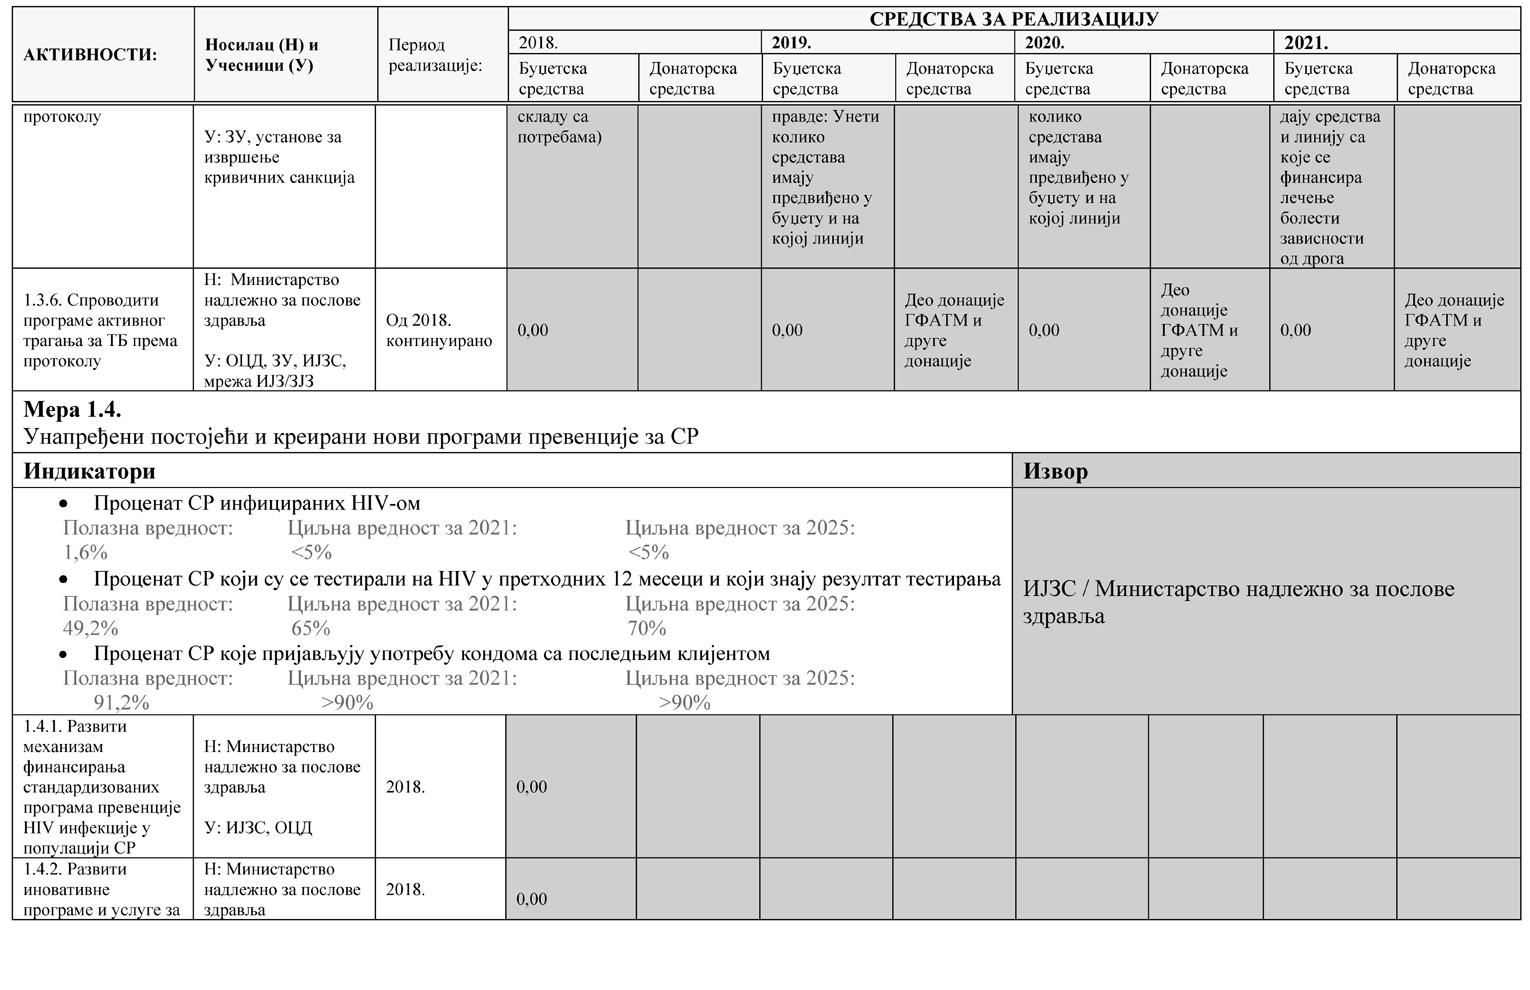 СРЕДСТВА ЗА РЕАЛИЗАЦИЈУ
АКТИВНОСТИ:
Носилац (Н) и
Учесници (У)
Период
реализације:
2018.
2019.
2020.
2021.
Буџетска
средства
Донаторска
средства
Буџетска
средства
Донаторска
средства
Буџетска
средства
Донаторска
средства
Буџетска
средства
Донаторска
средства
протоколу
У: ЗУ, установе за
извршење
кривичних санкција
складу са
потребама)
правде: Унети
колико
средстава
имају
предвиђено у
буџету и на
којој линији
колико
средстава
имају
предвиђено у
буџету и на
којој линији
дају средства
и линију са
које се
финансира
лечење
болести
зависности
од дрога
1.3.6. Спроводити
програме активног
трагања за ТБ према
протоколу
Н: Министарство
надлежно за послове
здравља
У: ОЦД, ЗУ, ИЈЗС,
мрежа ИЈЗ/ЗЈЗ
Од 2018.
континуирано
0,00
0,00
Део донације
ГФАТМ и
друге
донације
0,00
Део
донације
ГФАТМ и
друге
донације
0,00
Део донације
ГФАТМ и
друге
донације
Мера 1.4.
Унапређени постојећи и креирани нови програми превенције за СР
Индикатори
Извор
• Проценат СР инфицираних HIV-ом
Полазна вредност: Циљна вредност за 2021: Циљна вредност за 2025:
1,6% <5% <5%
• Проценат СР који су се тестирали на HIV у претходних 12 месеци и који знају резултат тестирања
Полазна вредност: Циљна вредност за 2021: Циљна вредност за 2025:
49,2% 65% 70%
• Проценат СР које пријављују употребу кондома са последњим клијентом
Полазна вредност: Циљна вредност за 2021: Циљна вредност за 2025:
91,2% >90% >90%
ИЈЗС / Министарство надлежно за послове
здравља
1.4.1. Развити
механизам
финансирања
стандардизованих
програма превенције
HIV инфекције у
популацији СР
Н: Министарство
надлежно за послове
здравља
У: ИЈЗС, ОЦД
2018.
0,00
1.4.2. Развити
иновативне
програме и услуге за
Н: Министарство
надлежно за послове
здравља
2018.
0,00